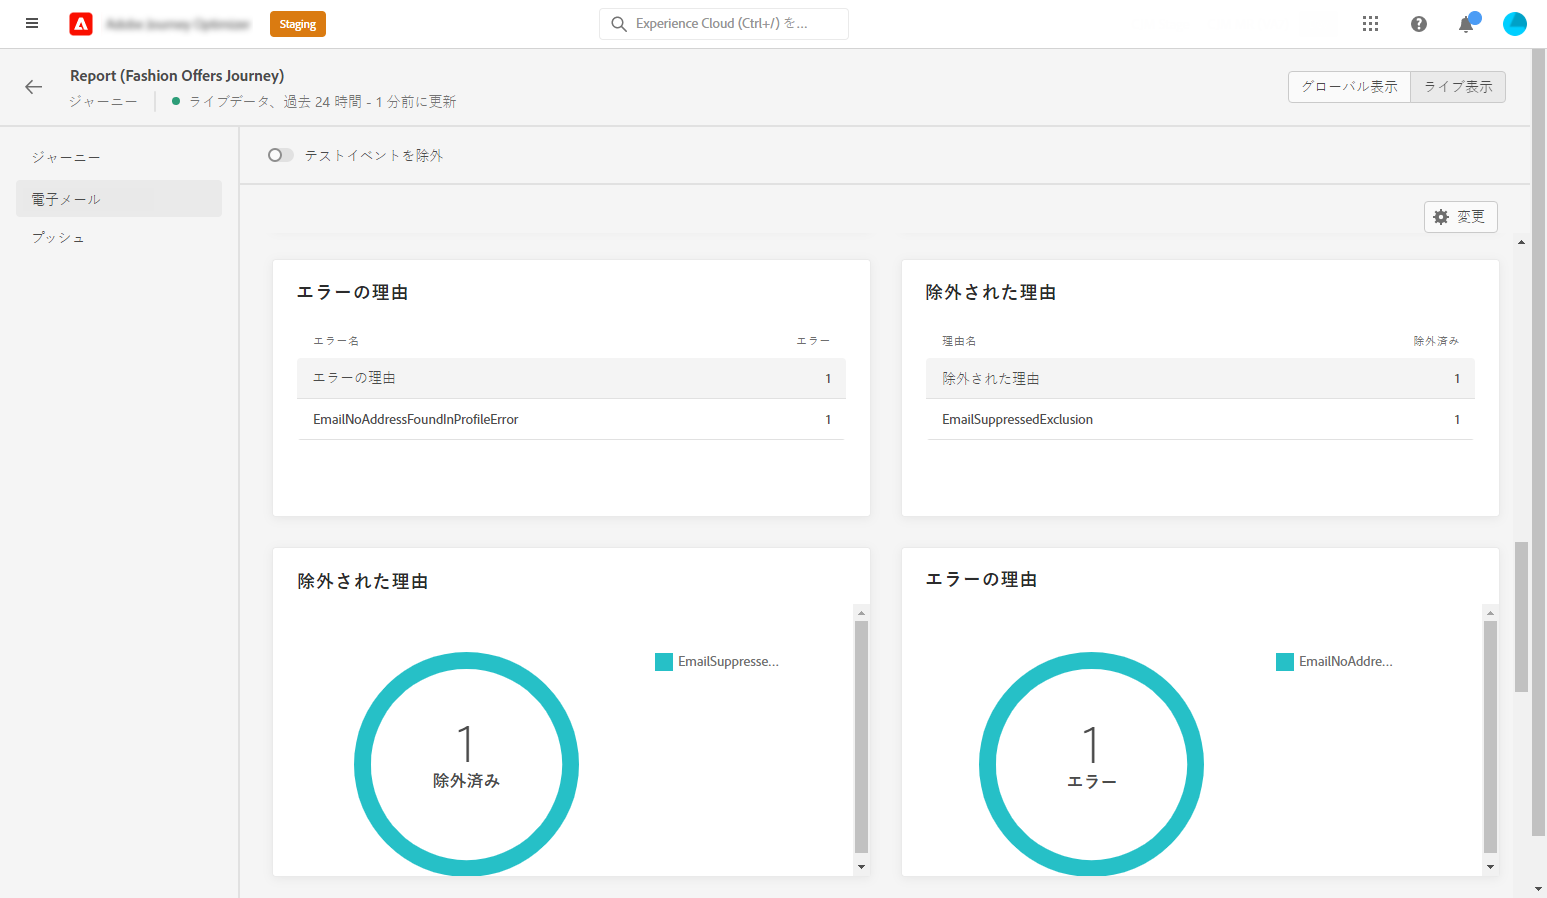 Staging
Experience Cloud (Ctrl+/) を...
Report (Fashion Offers Journey)
ジャーニー
ライブデータ、過去 24 時間 - 1 分前に更新
グローバル表示
ライブ表示
ジャーニー
電子メール
プッシュ
テストイベントを除外
変更
エラーの理由
エラー名 エラー
エラーの理由 1
EmailNoAddressFoundInProfileError 1
除外された理由
理由名 除外済み
除外された理由 1
EmailSuppressedExclusion 1
除外された理由
EmailSuppresse...
1
除外済み
エラーの理由
EmailNoAddre...
1
エラー